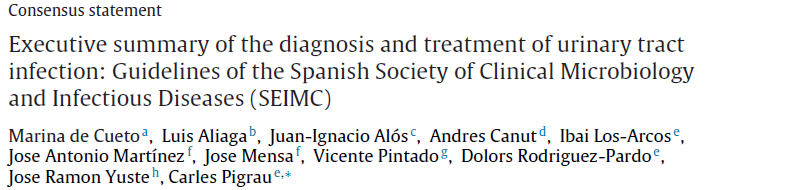 Consensus statement
Executive summary of the diagnosis and treatment of urinary tract
infection: Guidelines of the Spanish Society of Clinical Microbiology
and Infectious Diseases (SEIMC)
Marina de Cueto a, Luis Aliaga b, Juan-Ignacio Alós c, Andres Canut d, Ibai Los-Arcos e,
Jose Antonio Martínez f, Jose Mensa f, Vicente Pintado g, Dolors Rodriguez-Pardo e,
Jose Ramon Yuste h, Carles Pigrau e,∗